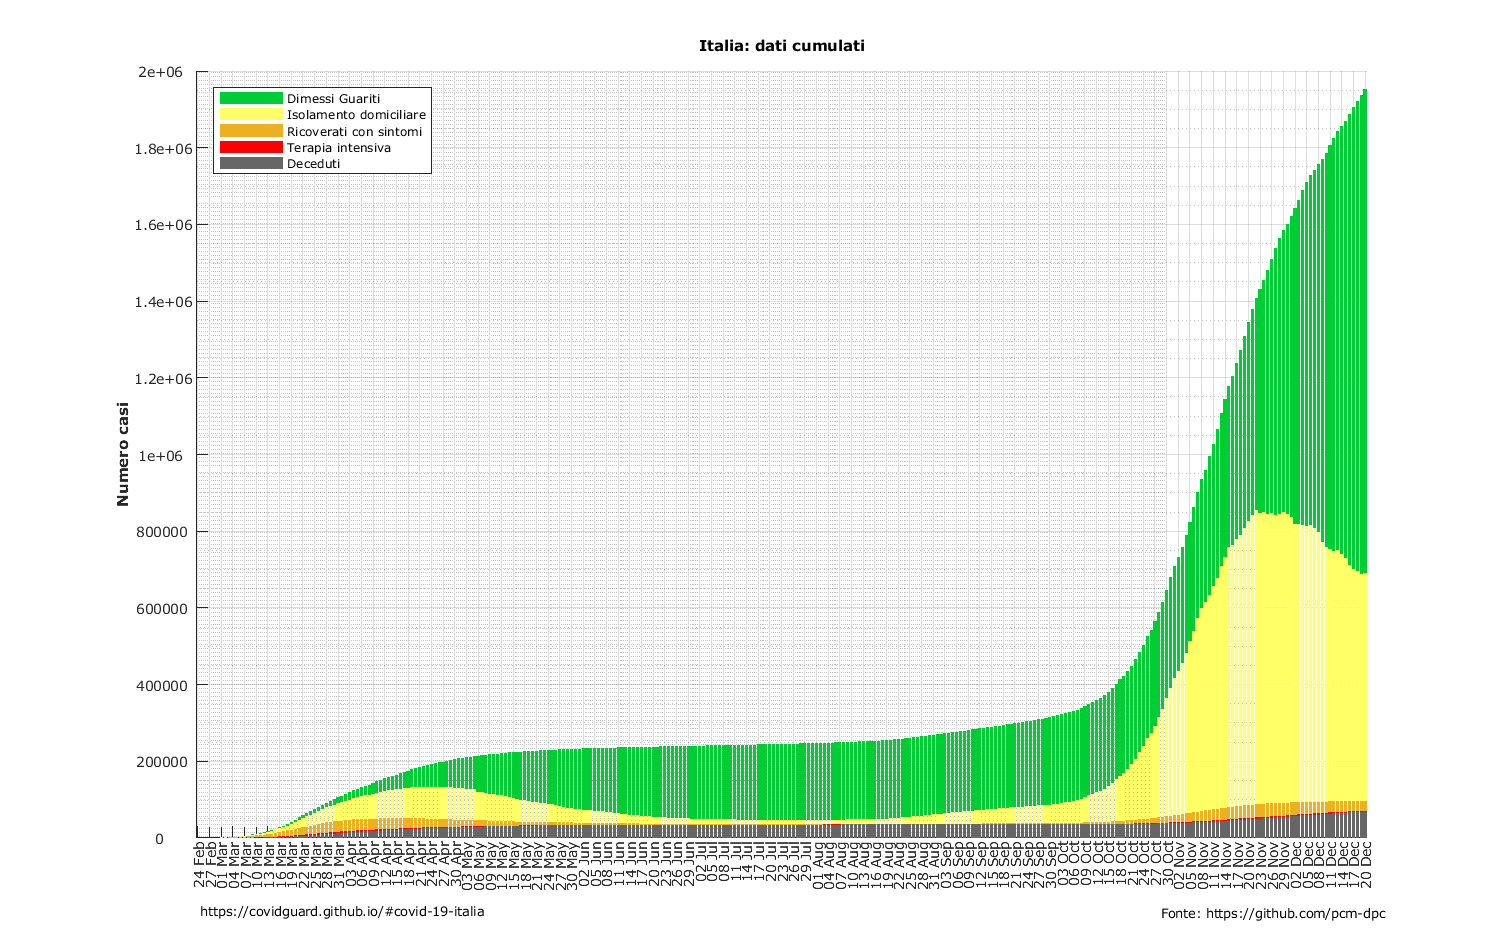 Italia: dati cumulati
Dimessi Guariti
Isolamento domiciliare
Ricoverati con sintomi
Terapia intensiva
Deceduti
Numero casi
2e+06
1.8e+06
1.6e+06
1.4e+06
1.2e+06
1e+06
800000
600000
400000
200000
0
24 Feb
27 Feb
01 Mar
04 Mar
07 Mar
10 Mar
13 Mar
16 Mar
19 Mar
22 Mar
25 Mar
28 Mar
31 Mar
03 Apr
06 Apr
09 Apr
12 Apr
15 Apr
18 Apr
21 Apr
24 Apr
27 Apr
30 Apr
03 May
06 May
09 May
12 May
15 May
18 May
21 May
24 May
27 May
30 May
02 Jun
05 Jun
08 Jun
11 Jun
14 Jun
17 Jun
20 Jun
23 Jun
26 Jun
29 Jun
02 Jul
05 Jul
08 Jul
11 Jul
14 Jul
17 Jul
20 Jul
23 Jul
26 Jul
29 Jul
01 Aug
04 Aug
07 Aug
10 Aug
13 Aug
16 Aug
19 Aug
22 Aug
25 Aug
28 Aug
31 Aug
03 Sep
06 Sep
09 Sep
12 Sep
15 Sep
18 Sep
21 Sep
24 Sep
27 Sep
30 Sep
03 Oct
06 Oct
09 Oct
12 Oct
15 Oct
18 Oct
21 Oct
24 Oct
27 Oct
30 Oct
02 Nov
05 Nov
08 Nov
11 Nov
14 Nov
17 Nov
20 Nov
23 Nov
26 Nov
29 Nov
02 Dec
05 Dec
08 Dec
11 Dec
14 Dec
17 Dec
20 Dec
https://covidguard.github.io/#covid-19-italia
Fonte: https://github.com/pcm-dpc